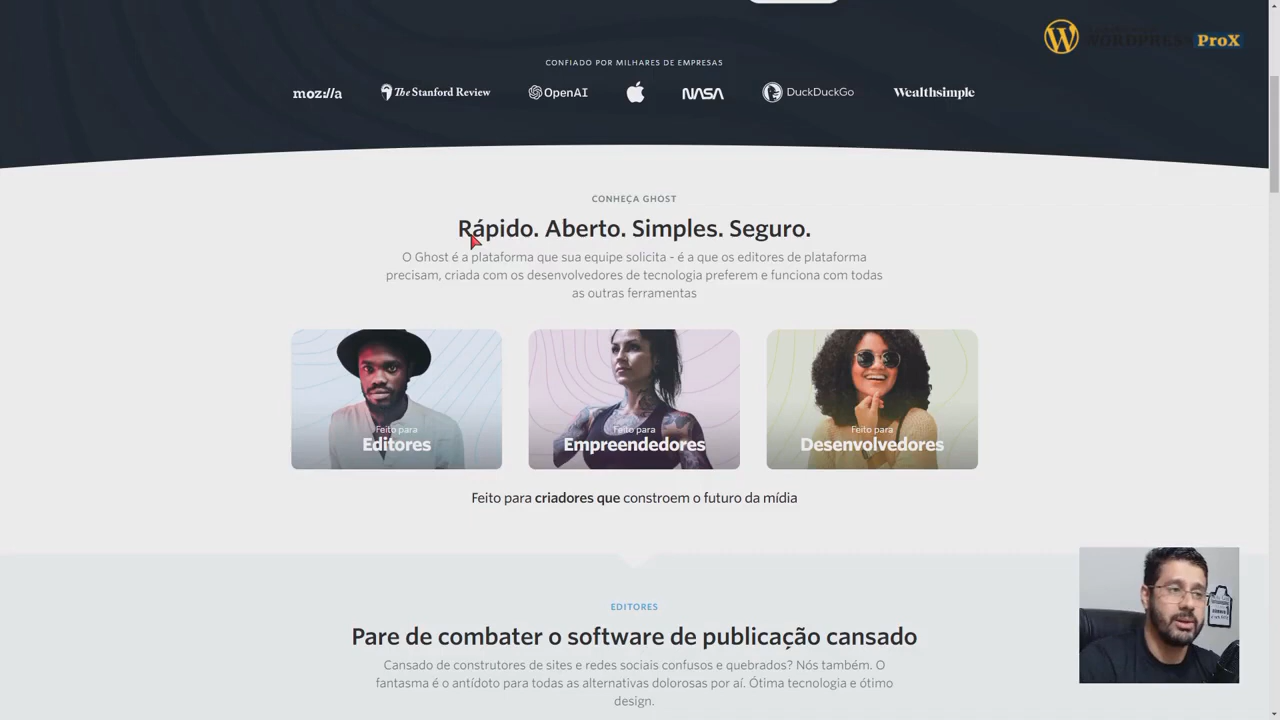 WORDPRESS ProX
CONFIADO POR MILHARES DE EMPRESAS
moz://a The Stanford Review OpenAI NASA DuckDuckGo Wealthsimple
CONHEÇA GHOST
Rápido. Aberto. Simples. Seguro.
O Ghost é a plataforma que sua equipe solicita - é a que os editores de plataforma
precisam, criada com os desenvolvedores de tecnologia preferem e funciona com todas
as outras ferramentas
Feito para Feito para Feito para
Editores Empreendedores Desenvolvedores
Feito para criadores que constroem o futuro da mídia
EDITORES
Pare de combater o software de publicação cansado
Cansado de construtores de sites e redes sociais confusos e quebrados? Nós também. O
fantasma é o antídoto para todas as alternativas dolorosas por aí. Ótima tecnologia e ótimo
design.